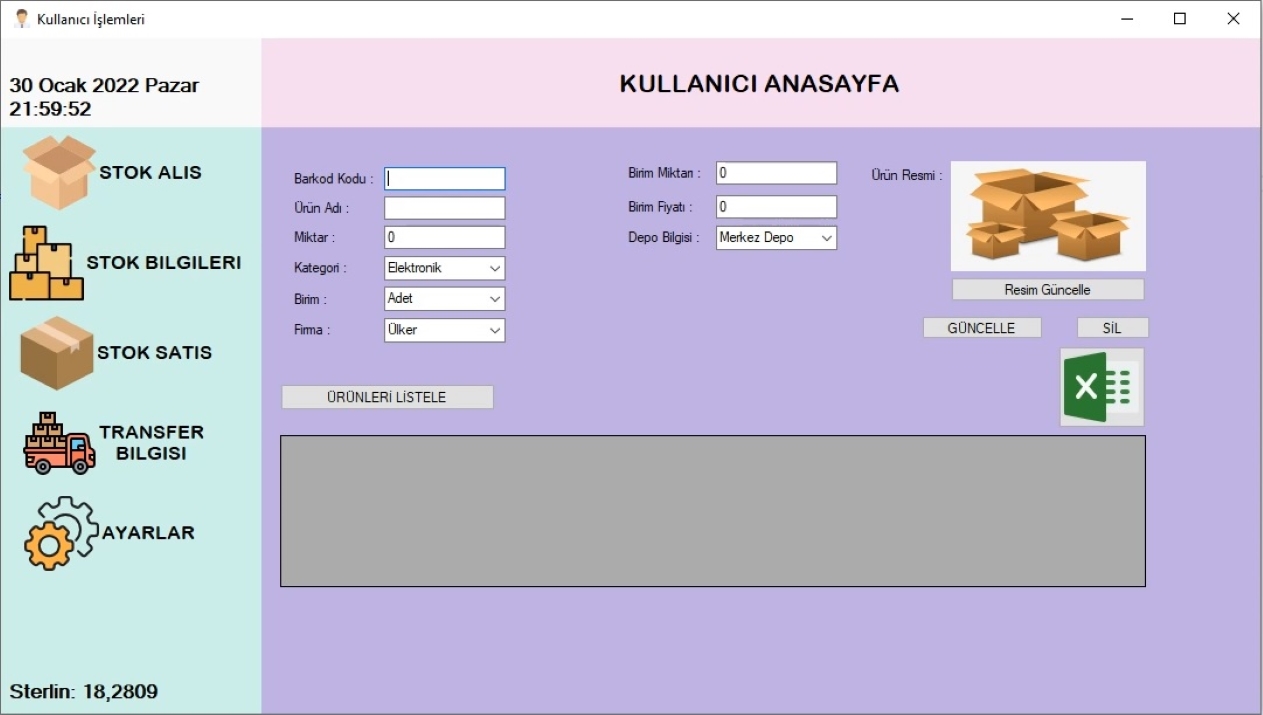 Kullanıcı İşlemleri
30 Ocak 2022 Pazar
21:59:52
KULLANICI ANASAYFA
STOK ALIS
STOK BILGILERI
STOK SATIS
TRANSFER
BILGISI
AYARLAR
Sterlin: 18,2809
Barkod Kodu :
Ürün Adı :
Miktar : 0
Kategori : Elektronik
Birim : Adet
Firma : Ülker
Birim Miktarı : 0
Birim Fiyatı : 0
Depo Bilgisi : Merkez Depo
Ürün Resmi :
Resim Güncelle
GÜNCELLE
SİL
X
ÜRÜNLERİ LİSTELE